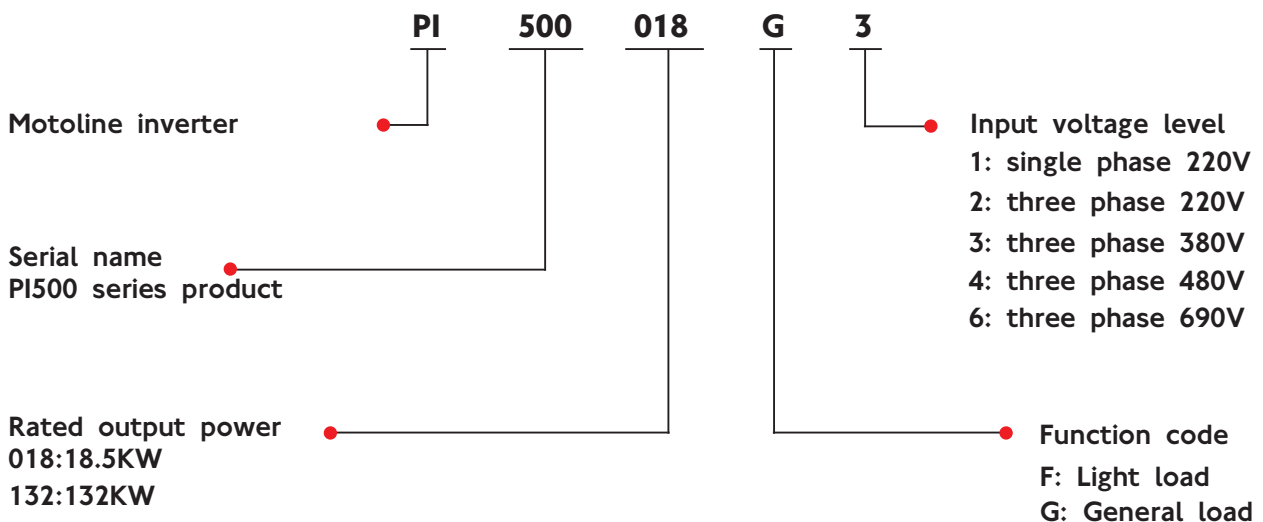 PI 500 018 G 3
Motoline inverter
Input voltage level
1: single phase 220V
2: three phase 220V
3: three phase 380V
4: three phase 480V
6: three phase 690V
Serial name
PI500 series product
Rated output power
018:18.5KW
132:132KW
Function code
F: Light load
G: General load